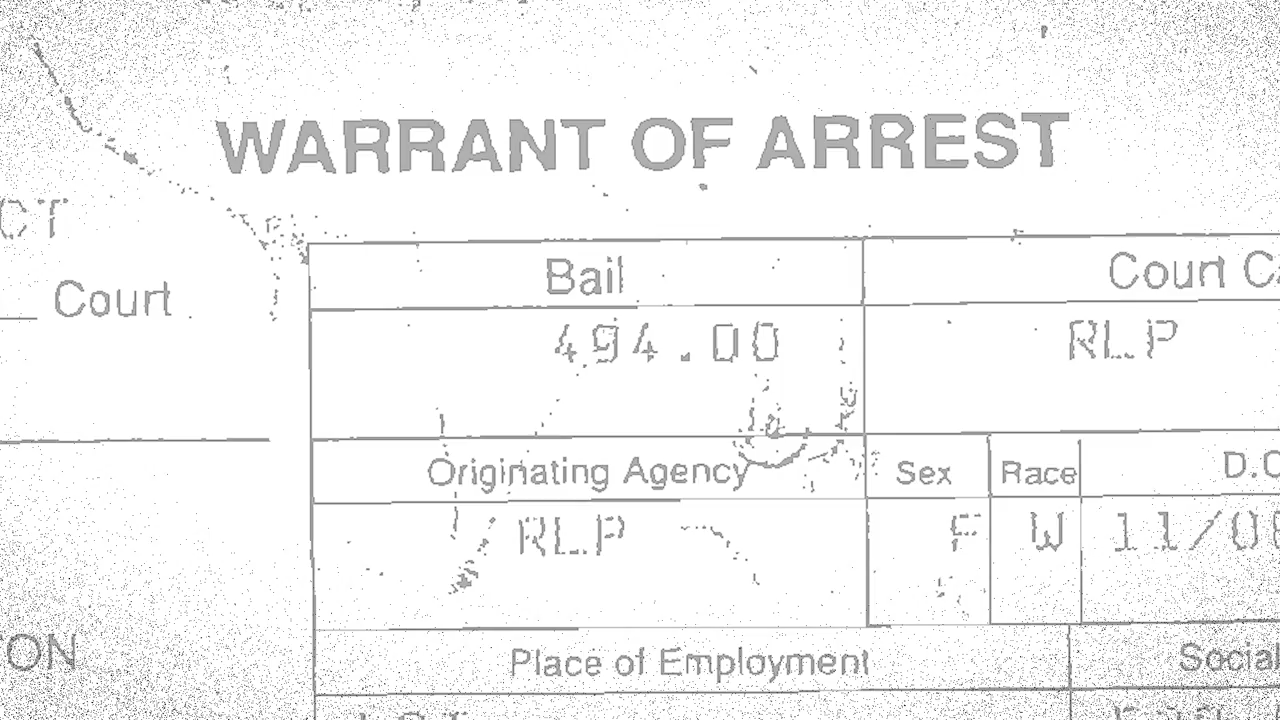 WARRANT OF ARREST
CT
Court
Bail
Court C
494.00
RLP
Originating Agency
Sex
Race
D.O
RLP
F
W
11/0
ON
Place of Employment
Social